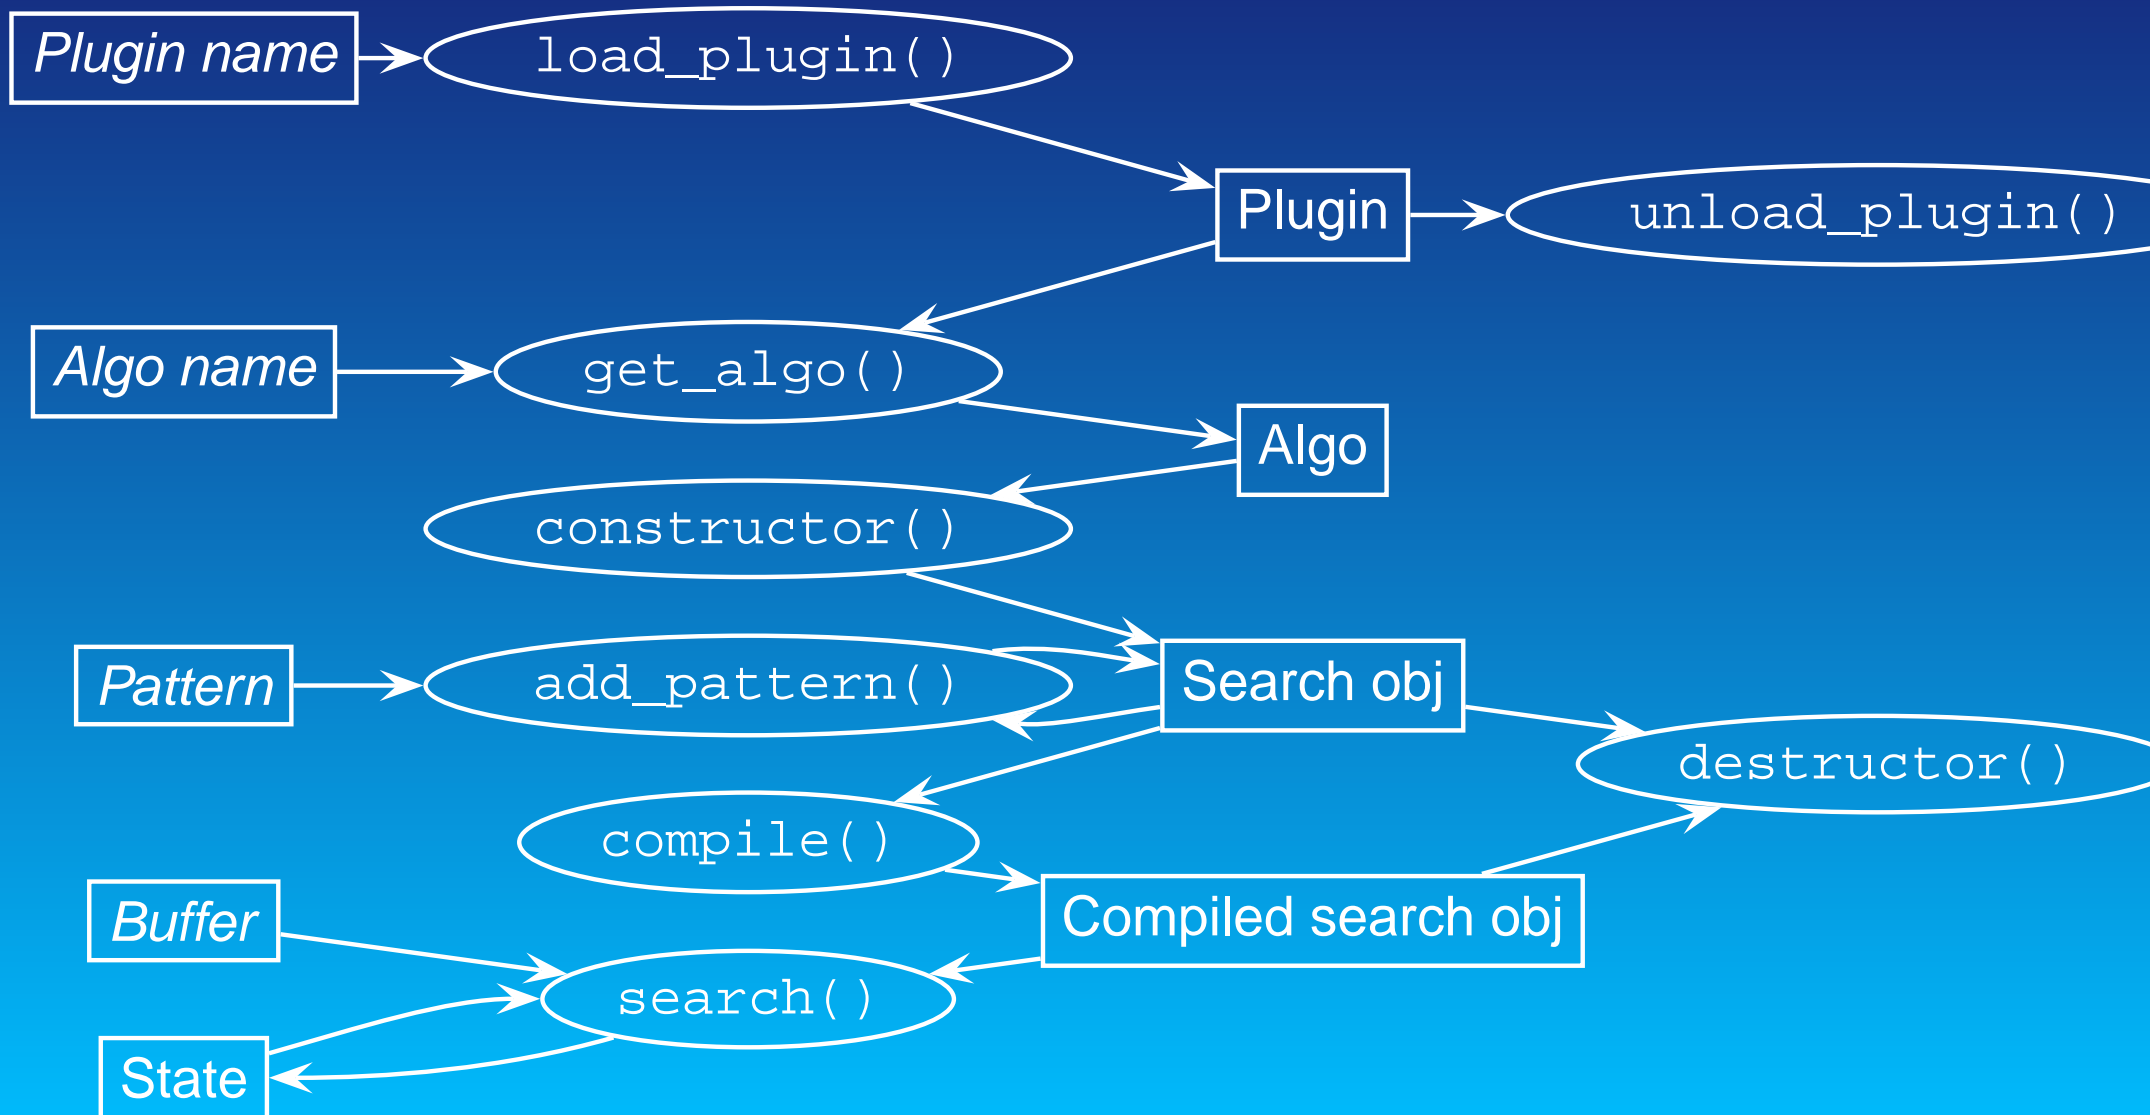 Plugin name
load_plugin()
Plugin
unload_plugin()
Algo name
get_algo()
Algo
constructor()
Pattern
add_pattern()
Search obj
destructor()
compile()
Buffer
Compiled search obj
search()
State